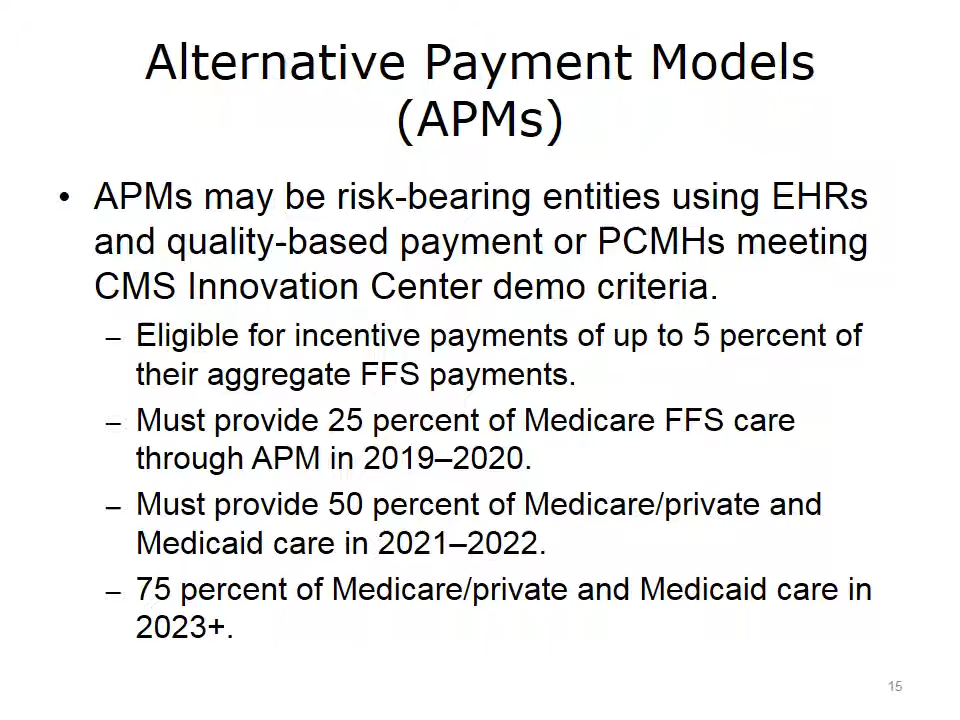 Alternative Payment Models
(APMs)
• APMs may be risk-bearing entities using EHRs
and quality-based payment or PCMHs meeting
CMS Innovation Center demo criteria.
– Eligible for incentive payments of up to 5 percent of
their aggregate FFS payments.
– Must provide 25 percent of Medicare FFS care
through APM in 2019–2020.
– Must provide 50 percent of Medicare/private and
Medicaid care in 2021–2022.
– 75 percent of Medicare/private and Medicaid care in
2023+.
15